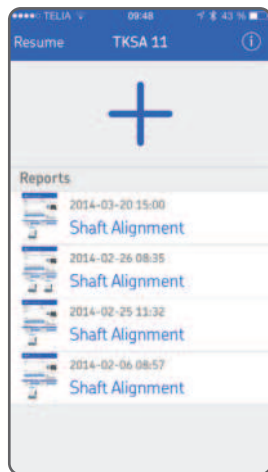 TELIA 09:48 43 %
Resume TKSA 11
Reports
2014-03-20 15:00
Shaft Alignment
2014-02-26 08:35
Shaft Alignment
2014-02-25 11:32
Shaft Alignment
2014-02-06 08:57
Shaft Alignment